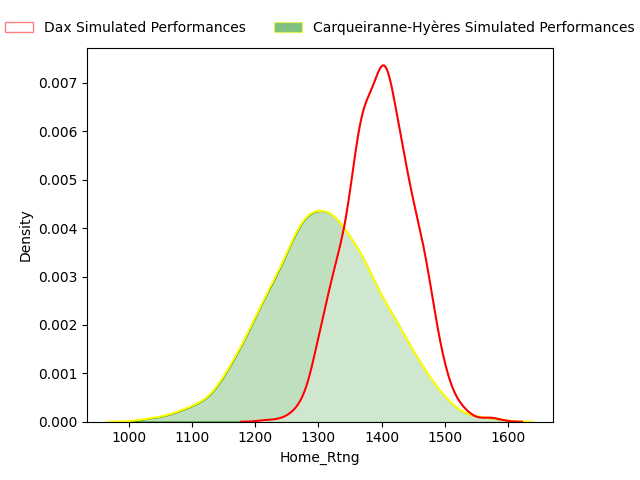 Dax Simulated Performances
Carqueiranne-Hyères Simulated Performances
0.007
0.006
0.005
0.004
0.003
0.002
0.001
0.000
Density
1000 1100 1200 1300 1400 1500 1600
Home_Rtng